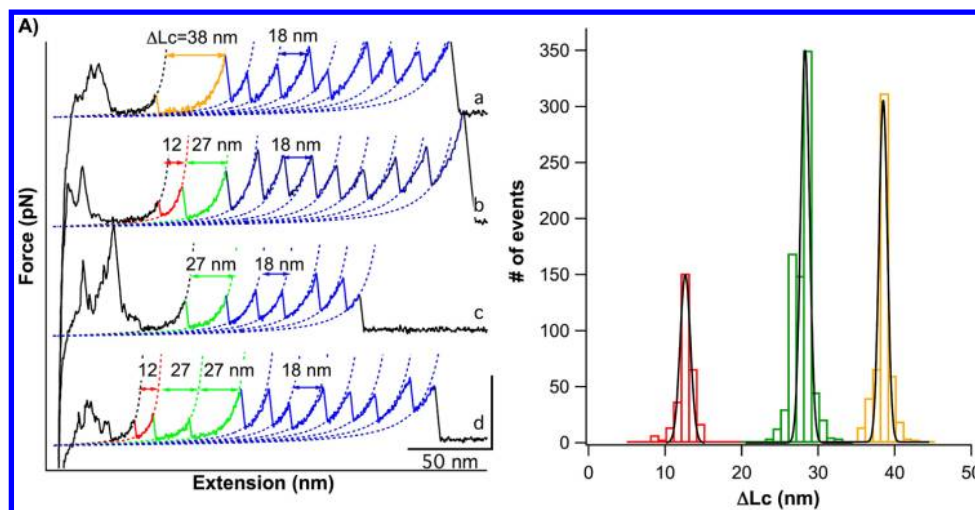 A)
ΔLc=38 nm
18 nm
a
12
27 nm
18 nm
b
27 nm
18 nm
c
12
27
27 nm
18 nm
d
50 nm
Force (pN)
Extension (nm)
350
300
250
200
150
100
50
0
# of events
0
10
20
30
40
50
ΔLc (nm)